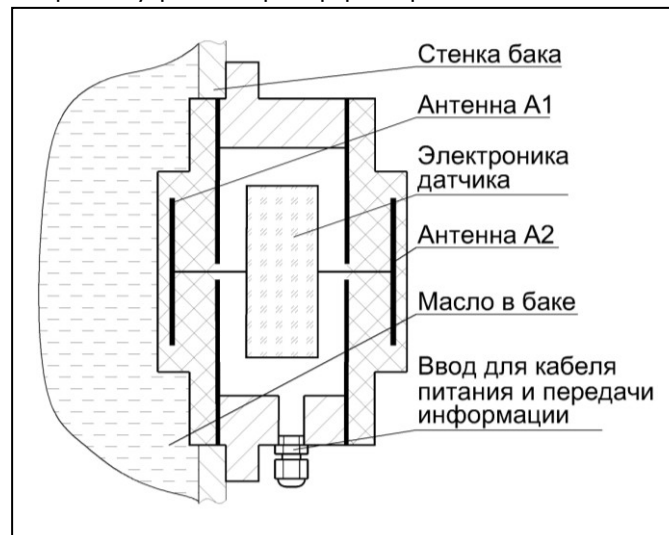 Стенка бака
Антенна А1
Электроника
датчика
Антенна А2
Масло в баке
Ввод для кабеля
питания и передачи
информации